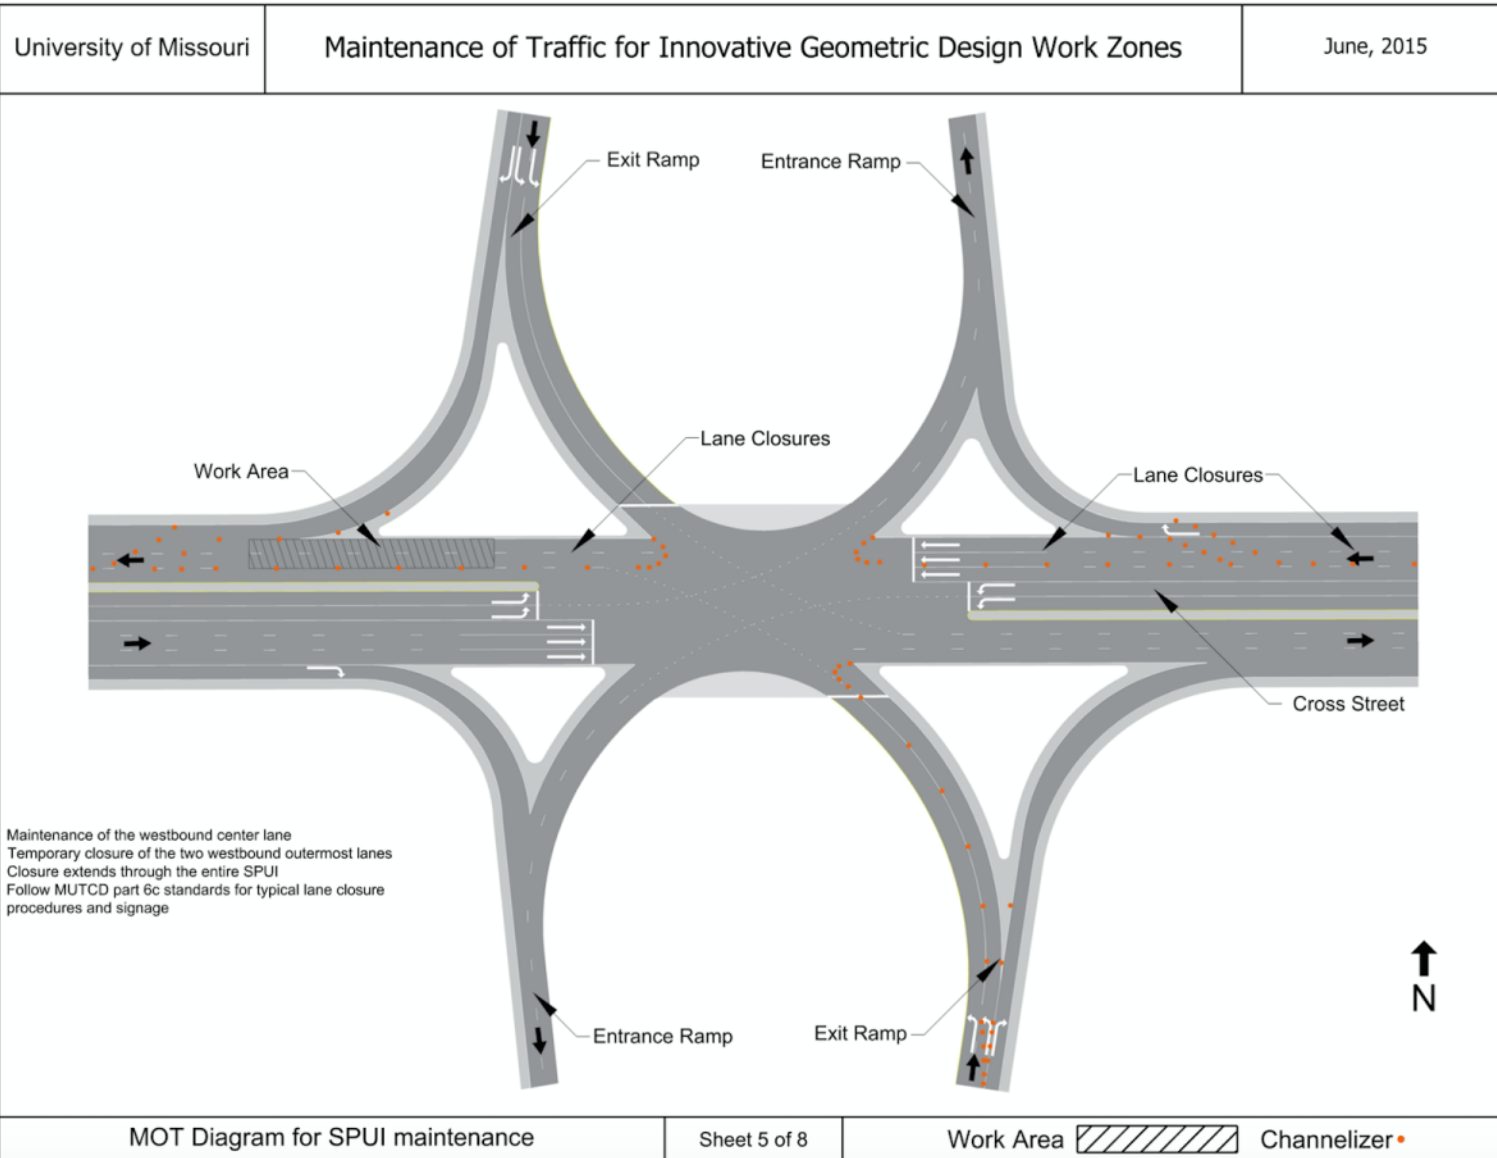 University of Missouri
Maintenance of Traffic for Innovative Geometric Design Work Zones
June, 2015
Exit Ramp
Entrance Ramp
Lane Closures
Work Area
Lane Closures
Cross Street
Maintenance of the westbound center lane
Temporary closure of the two westbound outermost lanes
Closure extends through the entire SPUI
Follow MUTCD part 6c standards for typical lane closure
procedures and signage
N
Entrance Ramp
Exit Ramp
MOT Diagram for SPUI maintenance
Sheet 5 of 8
Work Area
Channelizer